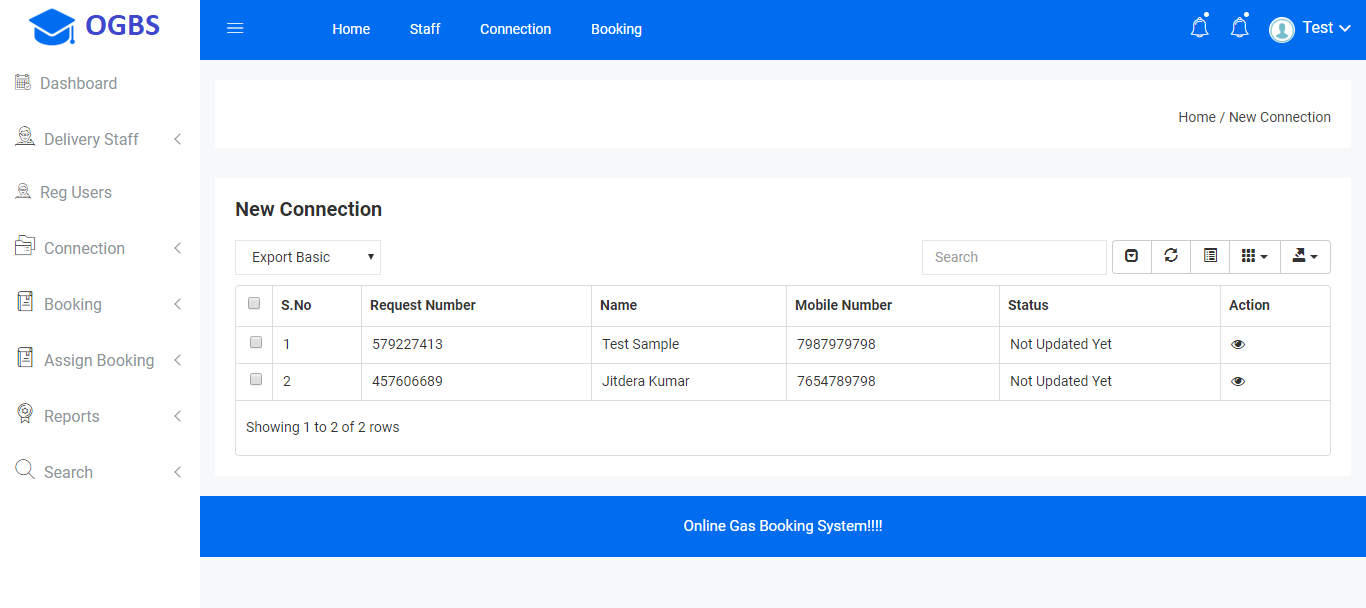 OGBS
Home Staff Connection Booking Test
Dashboard
Delivery Staff
Reg Users
Connection
Booking
Assign Booking
Reports
Search
Home / New Connection
New Connection
Export Basic Search
S.No Request Number Name Mobile Number Status Action
1 579227413 Test Sample 7987979798 Not Updated Yet
2 457606689 Jitdera Kumar 7654789798 Not Updated Yet
Showing 1 to 2 of 2 rows
Online Gas Booking System!!!!